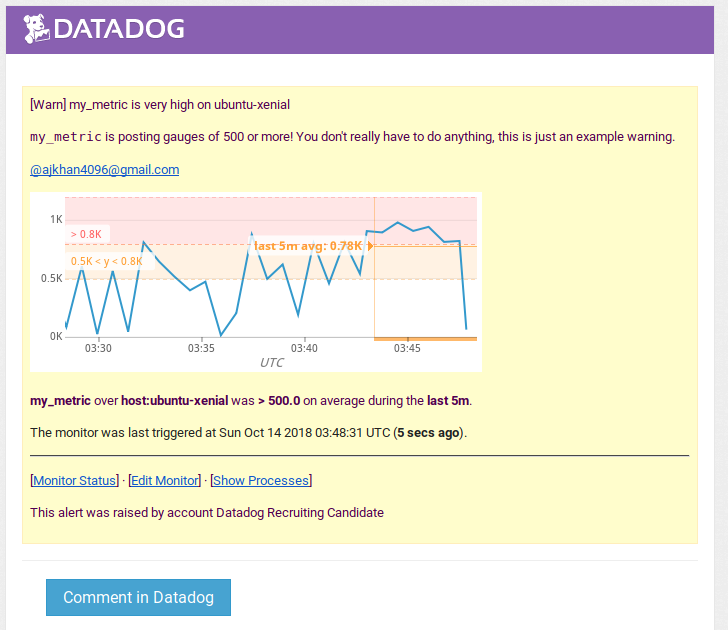 DATADOG
[Warn] my_metric is very high on ubuntu-xenial
my_metric is posting gauges of 500 or more! You don't really have to do anything, this is just an example warning.
@ajkhan4096@gmail.com
1K
> 0.8K
last 5m avg: 0.78K
0.5K < y < 0.8K
0.5K
0K
03:30 03:35 03:40 03:45
UTC
my_metric over host:ubuntu-xenial was > 500.0 on average during the last 5m.
The monitor was last triggered at Sun Oct 14 2018 03:48:31 UTC (5 secs ago).
[Monitor Status] · [Edit Monitor] · [Show Processes]
This alert was raised by account Datadog Recruiting Candidate
Comment in Datadog